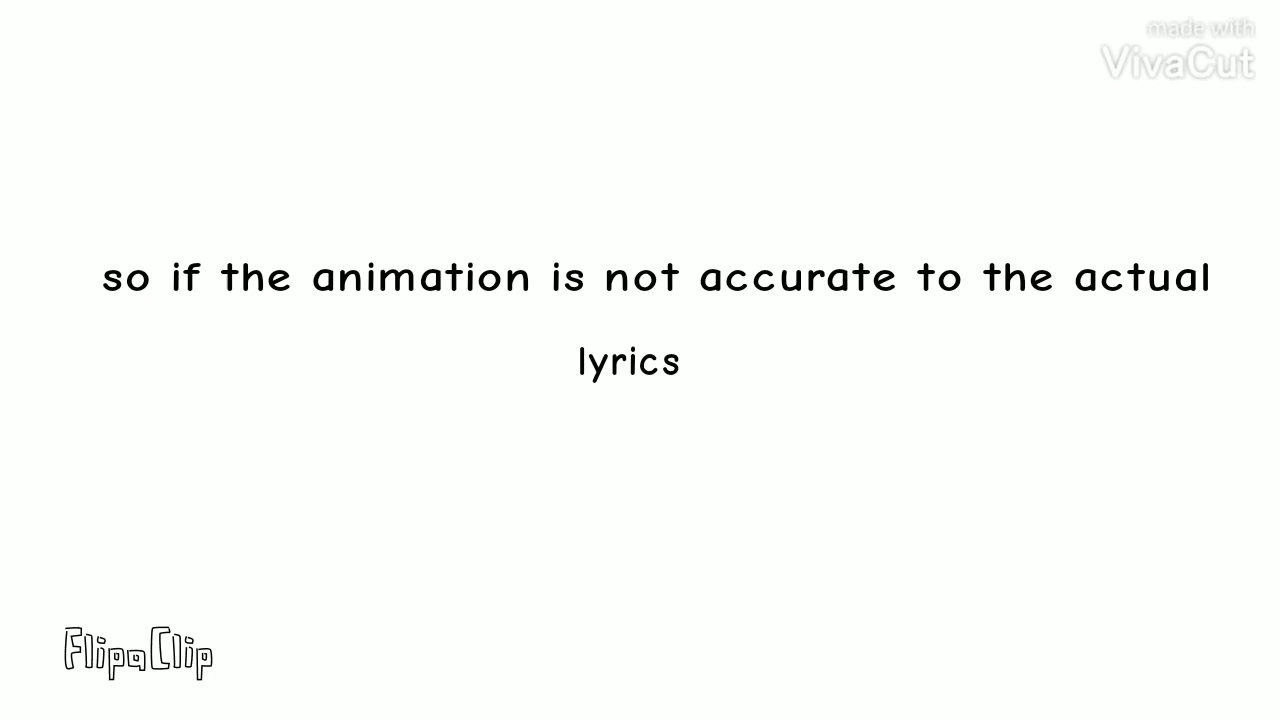 made with
VivaCut
so if the animation is not accurate to the actual
lyrics
FlipaClip